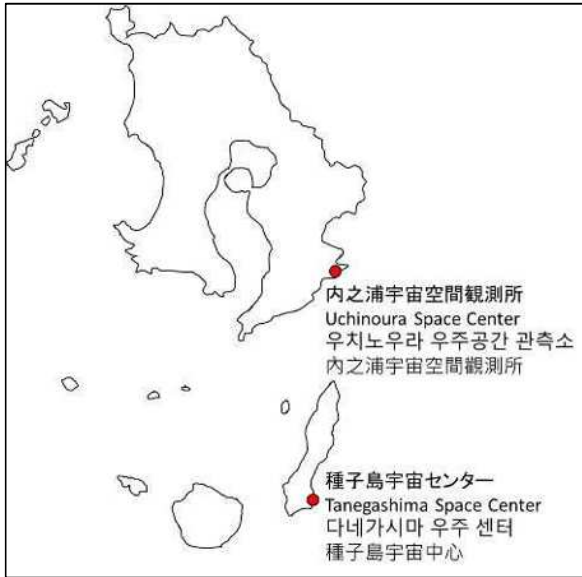 内之浦宇宙空間観測所
Uchinoura Space Center
우치노우라 우주공간 관측소
內之浦宇宙空間觀測所
種子島宇宙センター
Tanegashima Space Center
다네가시마 우주 센터
種子島宇宙中心